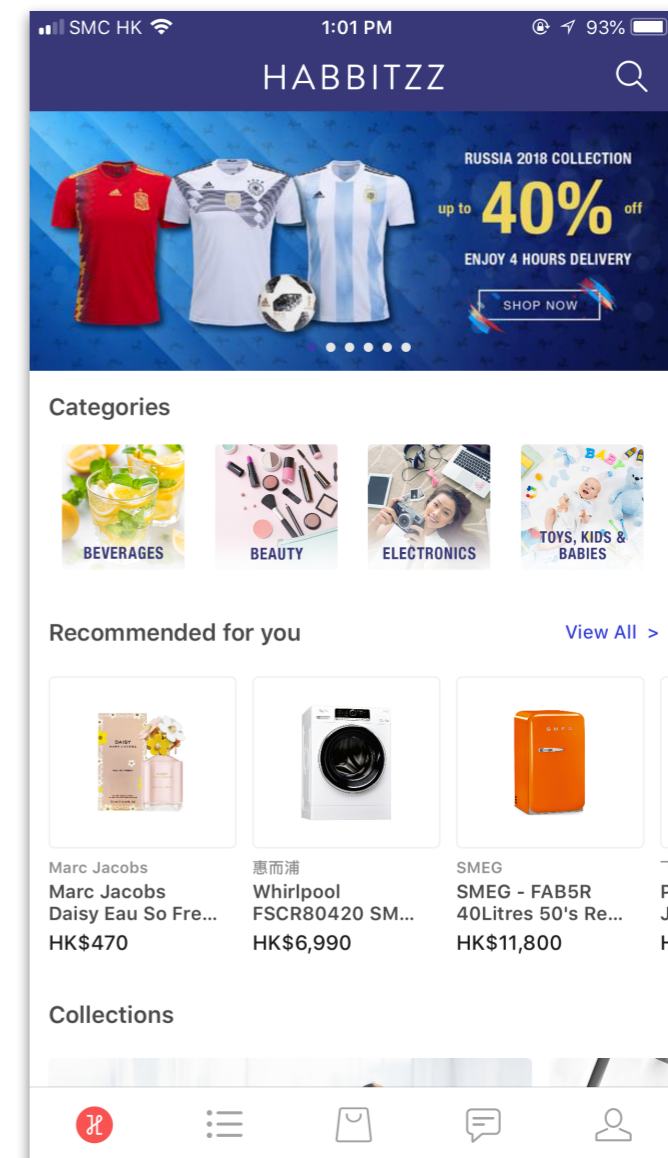 SMC HK
1:01 PM
93%
HABBITZZ
RUSSIA 2018 COLLECTION
up to 40% off
ENJOY 4 HOURS DELIVERY
SHOP NOW
Categories
BEVERAGES
BEAUTY
ELECTRONICS
TOYS, KIDS &
BABIES
Recommended for you
View All >
DAISY
SMEG
Marc Jacobs
Marc Jacobs
Daisy Eau So Fre...
HK$470
惠而浦
Whirlpool
FSCR80420 SM...
HK$6,990
SMEG
SMEG - FAB5R
40Litres 50's Re...
HK$11,800
Collections